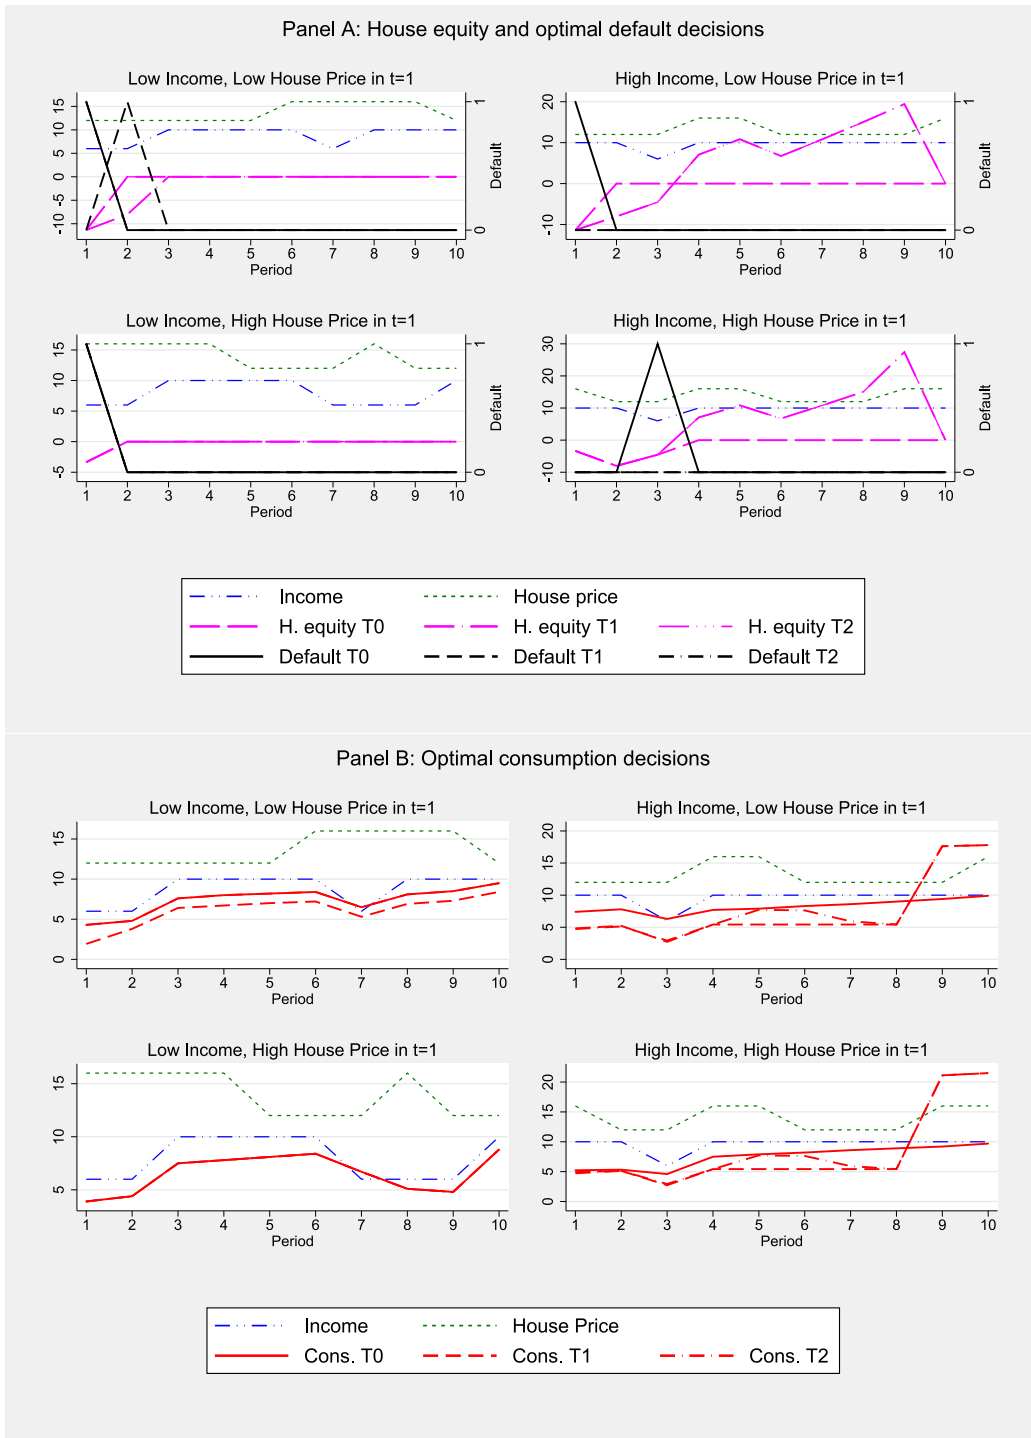 Panel A: House equity and optimal default decisions
Low Income, Low House Price in t=1
15
10
5
0
-5
-10
1
0
Default
1 2 3 4 5 6 7 8 9 10
Period
High Income, Low House Price in t=1
20
10
0
-10
1
0
Default
1 2 3 4 5 6 7 8 9 10
Period
Low Income, High House Price in t=1
15
10
5
0
-5
1
0
Default
1 2 3 4 5 6 7 8 9 10
Period
High Income, High House Price in t=1
30
20
10
0
-10
1
0
Default
1 2 3 4 5 6 7 8 9 10
Period
Income House price
H. equity T0 H. equity T1 H. equity T2
Default T0 Default T1 Default T2
Panel B: Optimal consumption decisions
Low Income, Low House Price in t=1
15
10
5
0
1 2 3 4 5 6 7 8 9 10
Period
High Income, Low House Price in t=1
20
15
10
5
0
1 2 3 4 5 6 7 8 9 10
Period
Low Income, High House Price in t=1
15
10
5
1 2 3 4 5 6 7 8 9 10
Period
High Income, High House Price in t=1
20
15
10
5
0
1 2 3 4 5 6 7 8 9 10
Period
Income House Price
Cons. T0 Cons. T1 Cons. T2